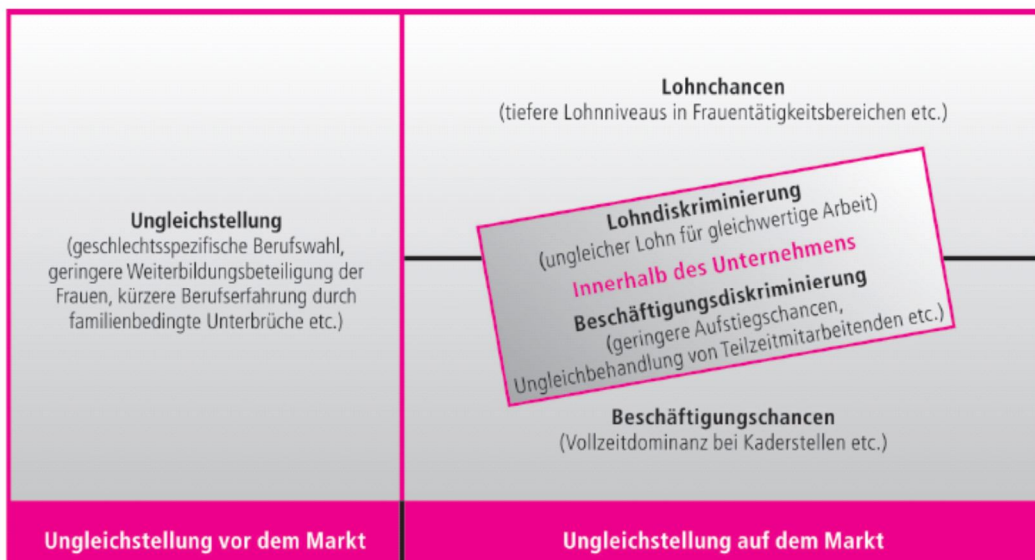 Ungleichstellung
(geschlechtsspezifische Berufswahl,
geringere Weiterbildungsbeteiligung der
Frauen, kürzere Berufserfahrung durch
familienbedingte Unterbrüche etc.)
Lohnchancen
(tiefere Lohnniveaus in Frauentätigkeitsbereichen etc.)
Lohndiskriminierung
(ungleicher Lohn für gleichwertige Arbeit)
Innerhalb des Unternehmens
Beschäftigungsdiskriminierung
(geringere Aufstiegschancen,
Ungleichbehandlung von Teilzeitmitarbeitenden etc.)
Beschäftigungschancen
(Vollzeitdominanz bei Kaderstellen etc.)
Ungleichstellung vor dem Markt
Ungleichstellung auf dem Markt